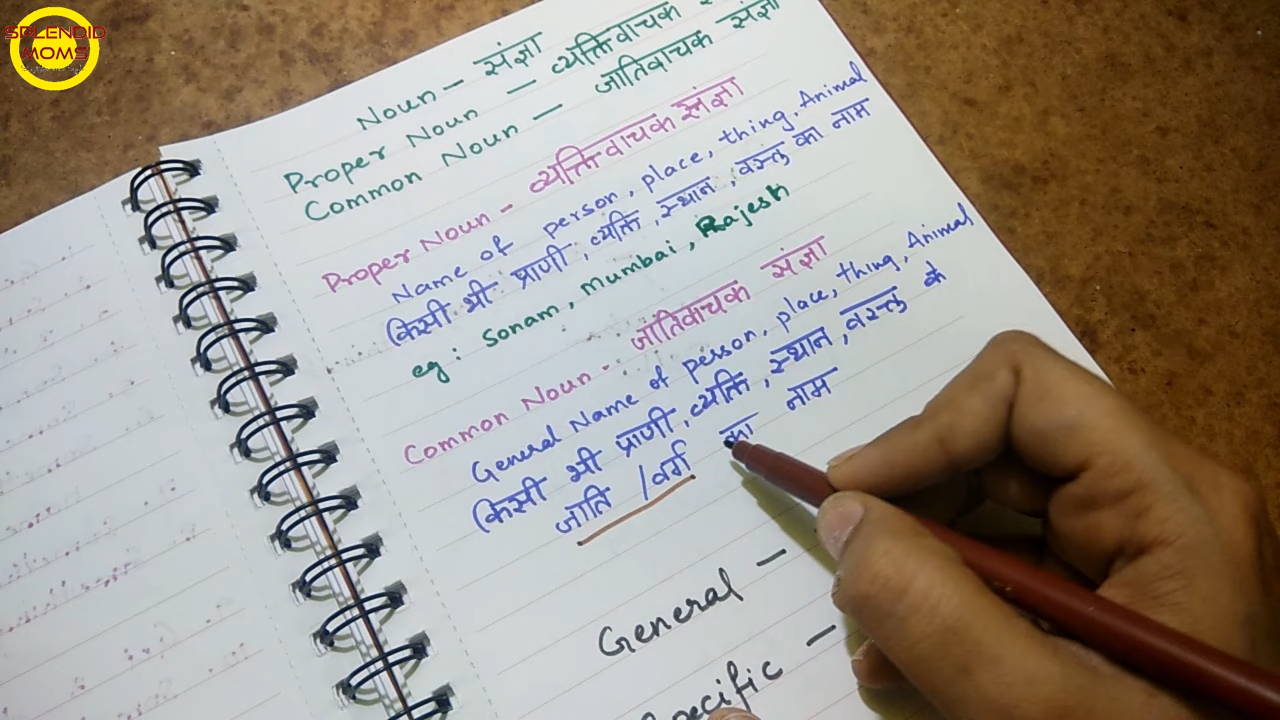 SPLENDID
MOMS
Noun - संज्ञा
Proper Noun - व्यक्तिवाचक
Common Noun - जातिवाचक संज्ञा
Proper Noun - व्यक्तिवाचक संज्ञा
Name of person, place, thing, Animal
किसी भी प्राणी, व्यक्ति, स्थान, वस्तु का नाम
eg: Sonam, Mumbai, Rajesh
Common Noun - जातिवाचक संज्ञा
General Name of person, place, thing, Animal
किसी भी प्राणी, व्यक्ति, स्थान, वस्तु के
जाति / वर्ग का नाम
General -
Specific -